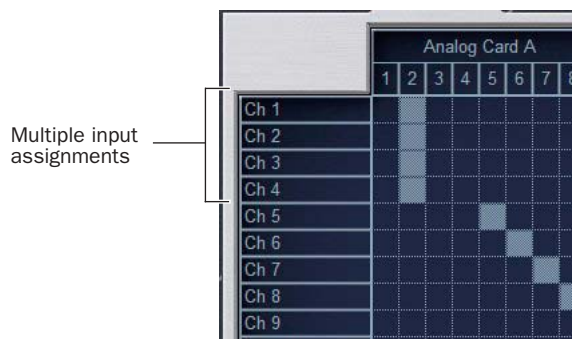 Analog Card A
1 2 3 4 5 6 7 8
Multiple input
assignments
Ch 1
Ch 2
Ch 3
Ch 4
Ch 5
Ch 6
Ch 7
Ch 8
Ch 9